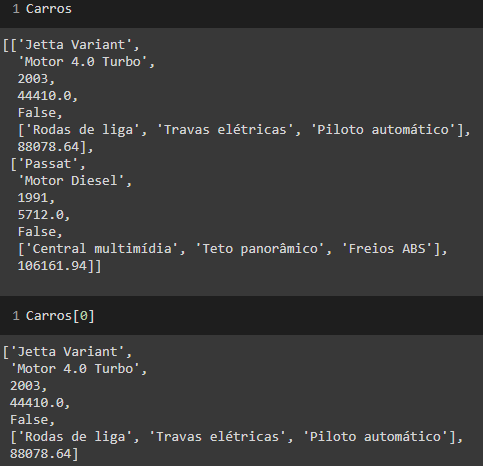 1 Carros
[['Jetta Variant',
'Motor 4.0 Turbo',
2003,
44410.0,
False,
['Rodas de liga', 'Travas elétricas', 'Piloto automático'],
88078.64],
['Passat',
'Motor Diesel',
1991,
5712.0,
False,
['Central multimídia', 'Teto panorâmico', 'Freios ABS'],
106161.94]]
1 Carros[0]
['Jetta Variant',
'Motor 4.0 Turbo',
2003,
44410.0,
False,
['Rodas de liga', 'Travas elétricas', 'Piloto automático'],
88078.64]